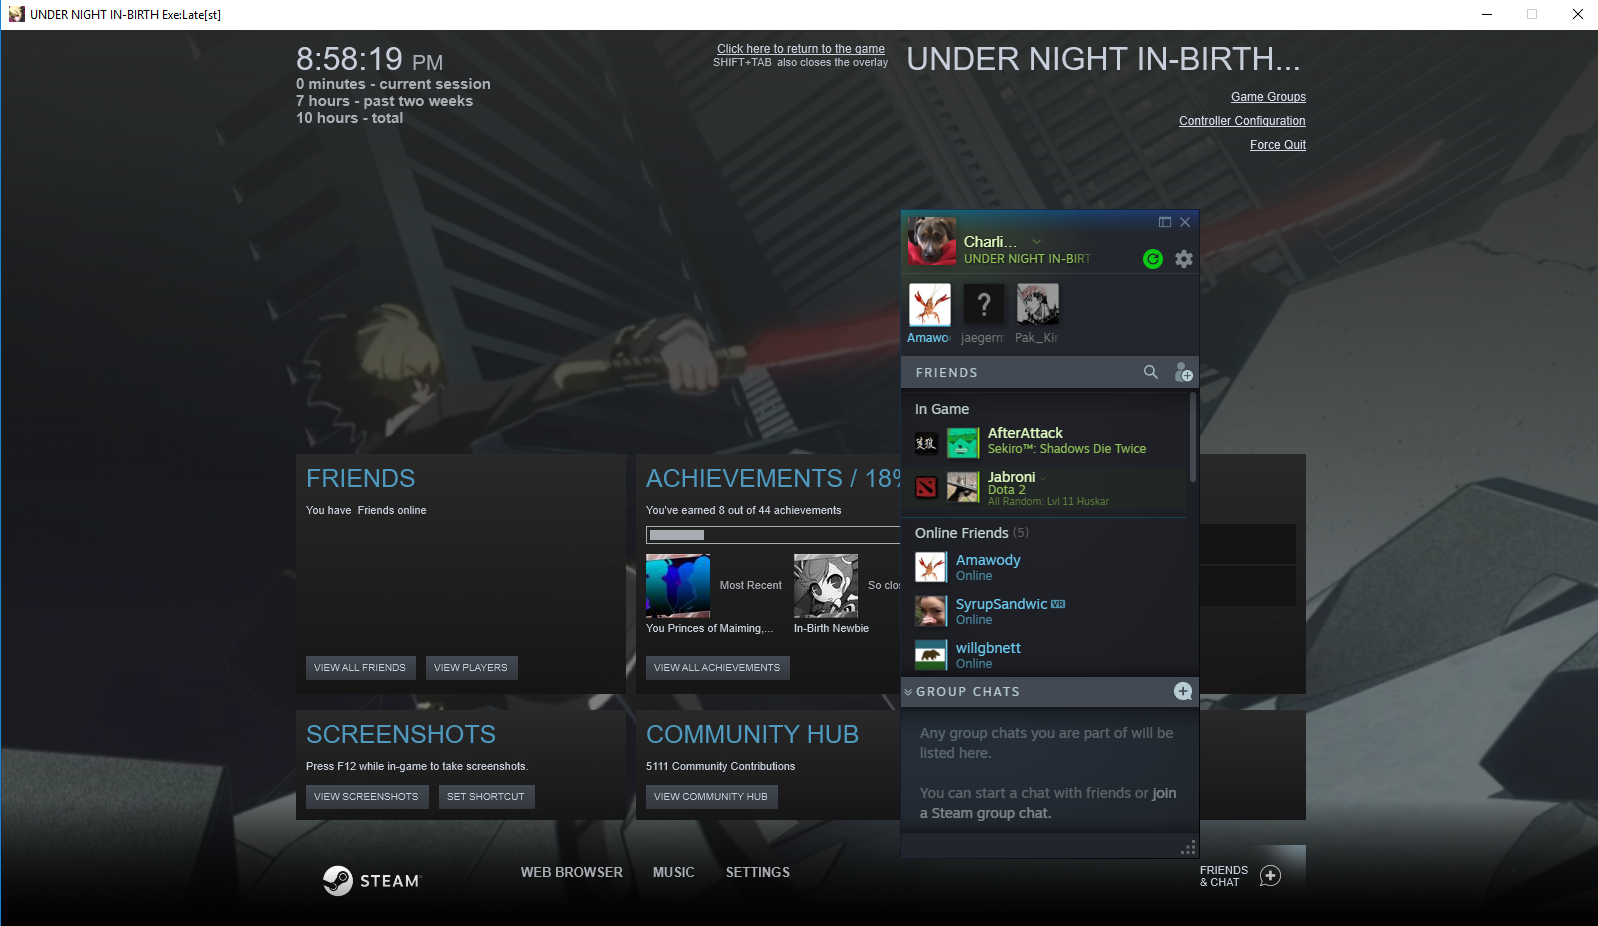 UNDER NIGHT IN-BIRTH Exe:Late[st]
8:58:19 PM
0 minutes - current session
7 hours - past two weeks
10 hours - total
Click here to return to the game
SHIFT+TAB also closes the overlay
UNDER NIGHT IN-BIRTH...
Game Groups
Controller Configuration
Force Quit
Charli...
UNDER NIGHT IN-BIRT
Amawo
jaegerm
Pak_Kir
FRIENDS
In Game
AfterAttack
Sekiro™: Shadows Die Twice
Jabroni
Dota 2
All Random: Lvl 11 Huskar
Online Friends (5)
Amawody
Online
SyrupSandwic VR
Online
willgbnett
Online
GROUP CHATS
Any group chats you are part of will be
listed here.
You can start a chat with friends or join
a Steam group chat.
FRIENDS
You have Friends online
VIEW ALL FRIENDS
VIEW PLAYERS
ACHIEVEMENTS / 18%
You've earned 8 out of 44 achievements
Most Recent
So clos
You Princes of Maiming,...
In-Birth Newbie
VIEW ALL ACHIEVEMENTS
SCREENSHOTS
Press F12 while in-game to take screenshots.
VIEW SCREENSHOTS
SET SHORTCUT
COMMUNITY HUB
5111 Community Contributions
VIEW COMMUNITY HUB
STEAM
WEB BROWSER
MUSIC
SETTINGS
FRIENDS
& CHAT